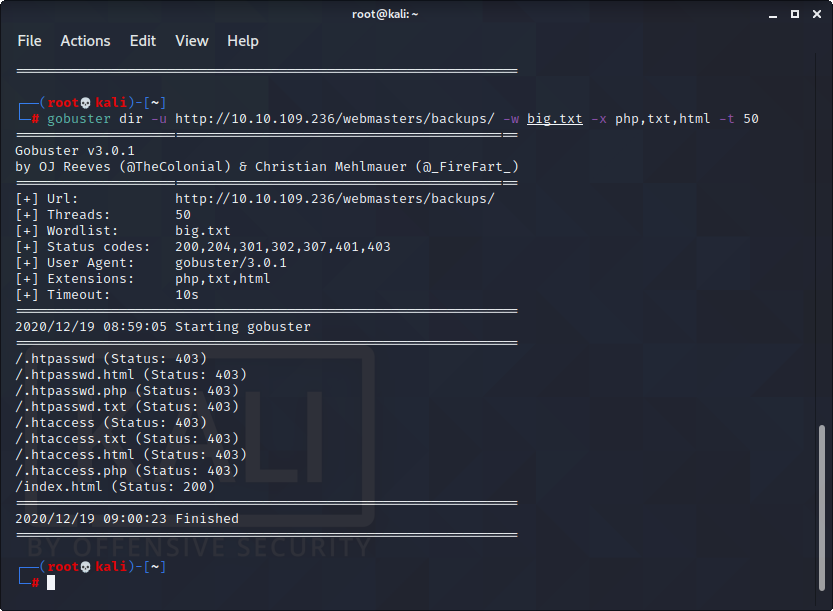 root@kali: ~
File Actions Edit View Help
┌──(root💀kali)-[~]
└─# gobuster dir -u http://10.10.109.236/webmasters/backups/ -w big.txt -x php,txt,html -t 50
===============================================================
Gobuster v3.0.1
by OJ Reeves (@TheColonial) & Christian Mehlmauer (@_FireFart_)
===============================================================
[+] Url:            http://10.10.109.236/webmasters/backups/
[+] Threads:        50
[+] Wordlist:       big.txt
[+] Status codes:   200,204,301,302,307,401,403
[+] User Agent:     gobuster/3.0.1
[+] Extensions:     php,txt,html
[+] Timeout:        10s
===============================================================
2020/12/19 08:59:05 Starting gobuster
===============================================================
/.htpasswd (Status: 403)
/.htpasswd.html (Status: 403)
/.htpasswd.php (Status: 403)
/.htpasswd.txt (Status: 403)
/.htaccess (Status: 403)
/.htaccess.txt (Status: 403)
/.htaccess.html (Status: 403)
/.htaccess.php (Status: 403)
/index.html (Status: 200)
===============================================================
2020/12/19 09:00:23 Finished
===============================================================
KALI
BY OFFENSIVE SECURITY
┌──(root💀kali)-[~]
└─#